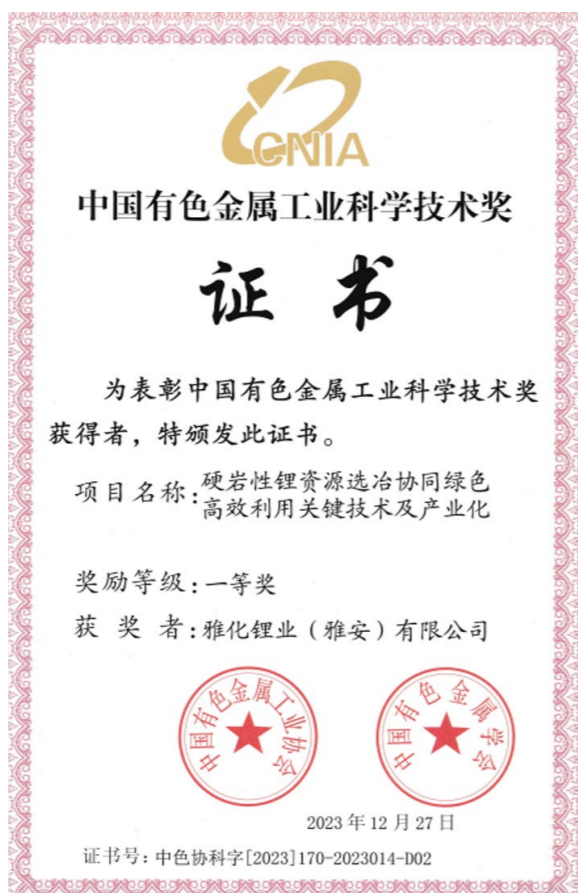 CNIA
中国有色金属工业科学技术奖
证 书
为表彰中国有色金属工业科学技术奖
获得者，特颁发此证书。
项目名称：硬岩性锂资源选冶协同绿色
高效利用关键技术及产业化
奖励等级：一等奖
获 奖 者：雅化锂业（雅安）有限公司
中国有色金属工业协会
中国有色金属学会
2023年12月27日
证书号：中色协科字[2023]170-2023014-D02